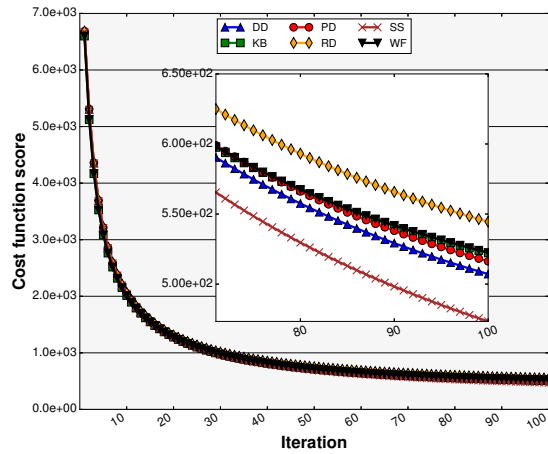 7.0e+03
6.0e+03
5.0e+03
4.0e+03
3.0e+03
2.0e+03
1.0e+03
0.0e+00
Cost function score
DD PD SS
KB RD WF
6.50e+02
6.00e+02
5.50e+02
5.00e+02
80 90 100
10 20 30 40 50 60 70 80 90 100
Iteration